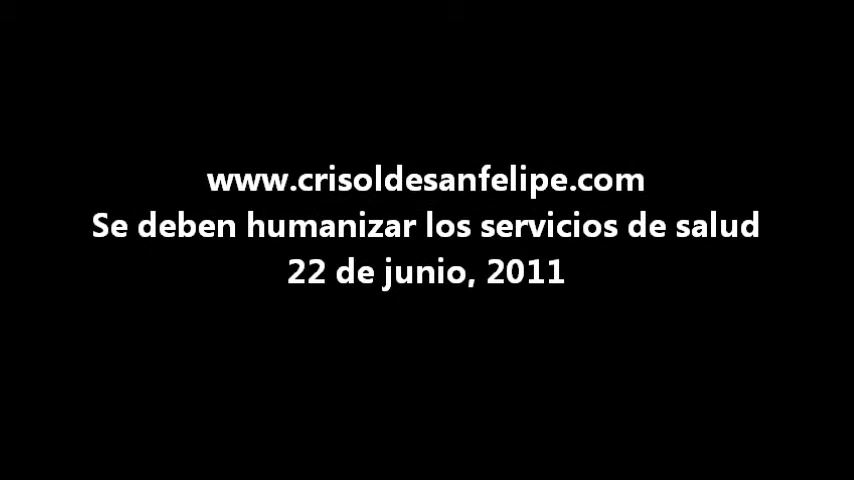 www.crisoldesanfelipe.com
Se deben humanizar los servicios de salud
22 de junio, 2011